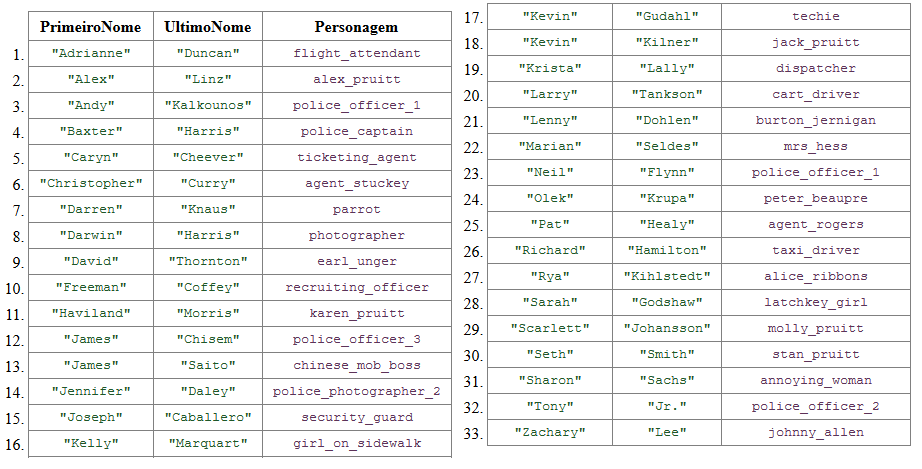 PrimeiroNome UltimoNome Personagem
1. "Adrianne" "Duncan" flight_attendant
2. "Alex" "Linz" alex_pruitt
3. "Andy" "Kalkounos" police_officer_1
4. "Baxter" "Harris" police_captain
5. "Caryn" "Cheever" ticketing_agent
6. "Christopher" "Curry" agent_stuckey
7. "Darren" "Knaus" parrot
8. "Darwin" "Harris" photographer
9. "David" "Thornton" earl_unger
10. "Freeman" "Coffey" recruiting_officer
11. "Haviland" "Morris" karen_pruitt
12. "James" "Chisem" police_officer_3
13. "James" "Saito" chinese_mob_boss
14. "Jennifer" "Daley" police_photographer_2
15. "Joseph" "Caballero" security_guard
16. "Kelly" "Marquart" girl_on_sidewalk
17. "Kevin" "Gudahl" techie
18. "Kevin" "Kilner" jack_pruitt
19. "Krista" "Lally" dispatcher
20. "Larry" "Tankson" cart_driver
21. "Lenny" "Dohlen" burton_jernigan
22. "Marian" "Seldes" mrs_hess
23. "Neil" "Flynn" police_officer_1
24. "Olek" "Krupa" peter_beaupre
25. "Pat" "Healy" agent_rogers
26. "Richard" "Hamilton" taxi_driver
27. "Rya" "Kihlstedt" alice_ribbons
28. "Sarah" "Godshaw" latchkey_girl
29. "Scarlett" "Johansson" molly_pruitt
30. "Seth" "Smith" stan_pruitt
31. "Sharon" "Sachs" annoying_woman
32. "Tony" "Jr." police_officer_2
33. "Zachary" "Lee" johnny_allen